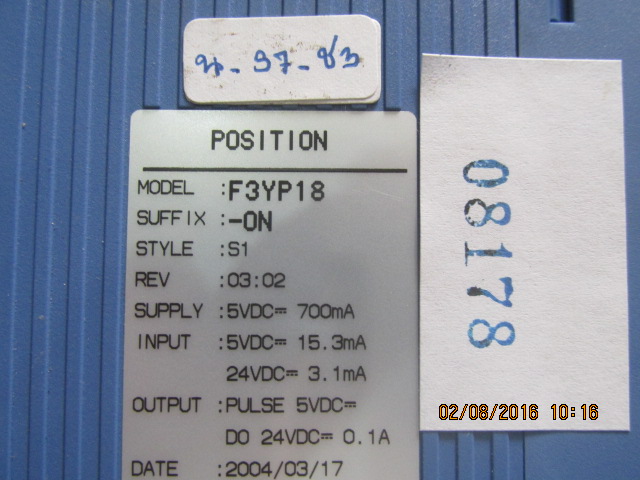 POSITION
MODEL :F3YP18
SUFFIX :-0N
STYLE :S1
REV :03:02
SUPPLY :5VDC⎓ 700mA
INPUT :5VDC⎓ 15.3mA
24VDC⎓ 3.1mA
OUTPUT :PULSE 5VDC⎓
DO 24VDC⎓ 0.1A
DATE :2004/03/17
08178
02/08/2016 10:16